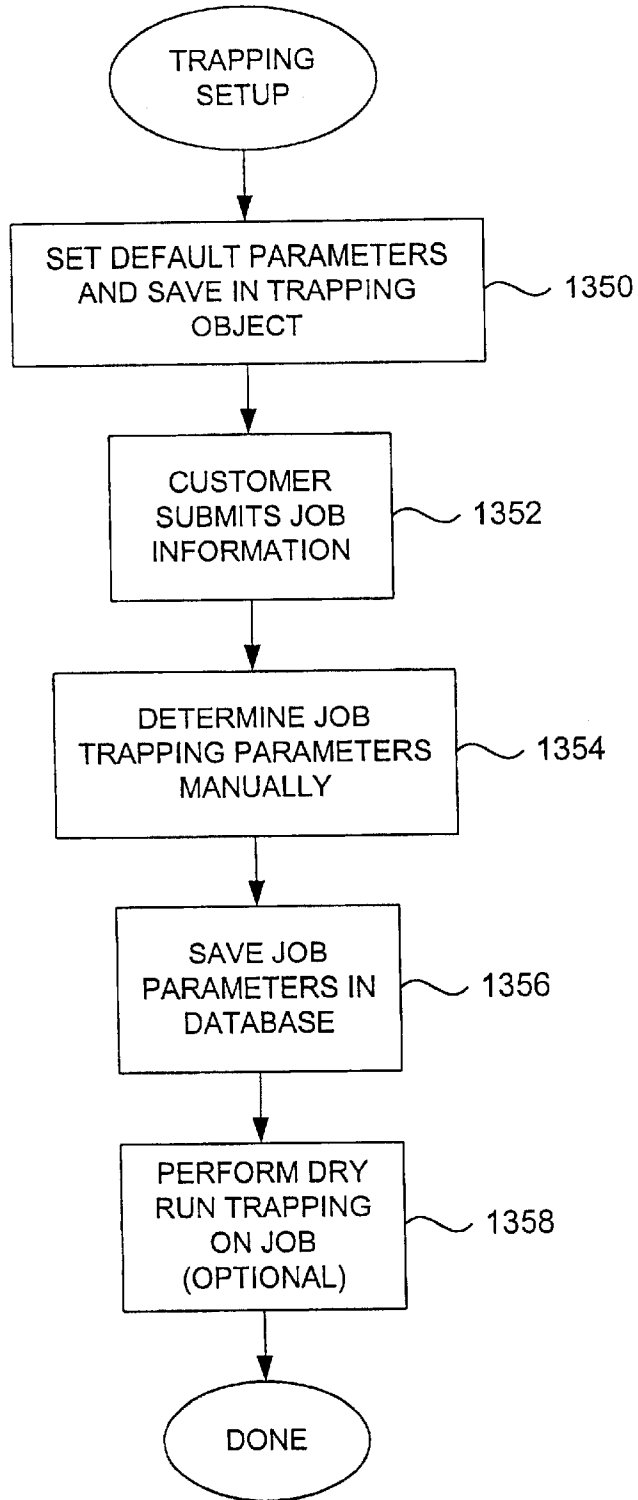 TRAPPING
SETUP
SET DEFAULT PARAMETERS
AND SAVE IN TRAPPING
OBJECT
1350
CUSTOMER
SUBMITS JOB
INFORMATION
1352
DETERMINE JOB
TRAPPING PARAMETERS
MANUALLY
1354
SAVE JOB
PARAMETERS IN
DATABASE
1356
PERFORM DRY
RUN TRAPPING
ON JOB
(OPTIONAL)
1358
DONE